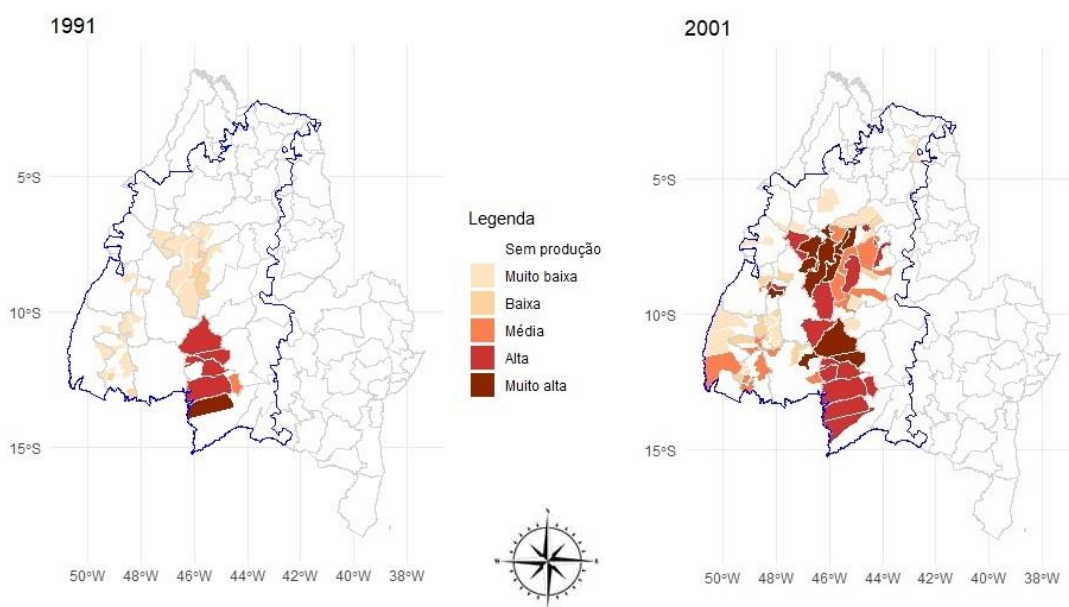 1991
2001
5°S
10°S
15°S
50°W 48°W 46°W 44°W 42°W 40°W 38°W
Legenda
Sem produção
Muito baixa
Baixa
Média
Alta
Muito alta
N
W E
S
5°S
10°S
15°S
50°W 48°W 46°W 44°W 42°W 40°W 38°W